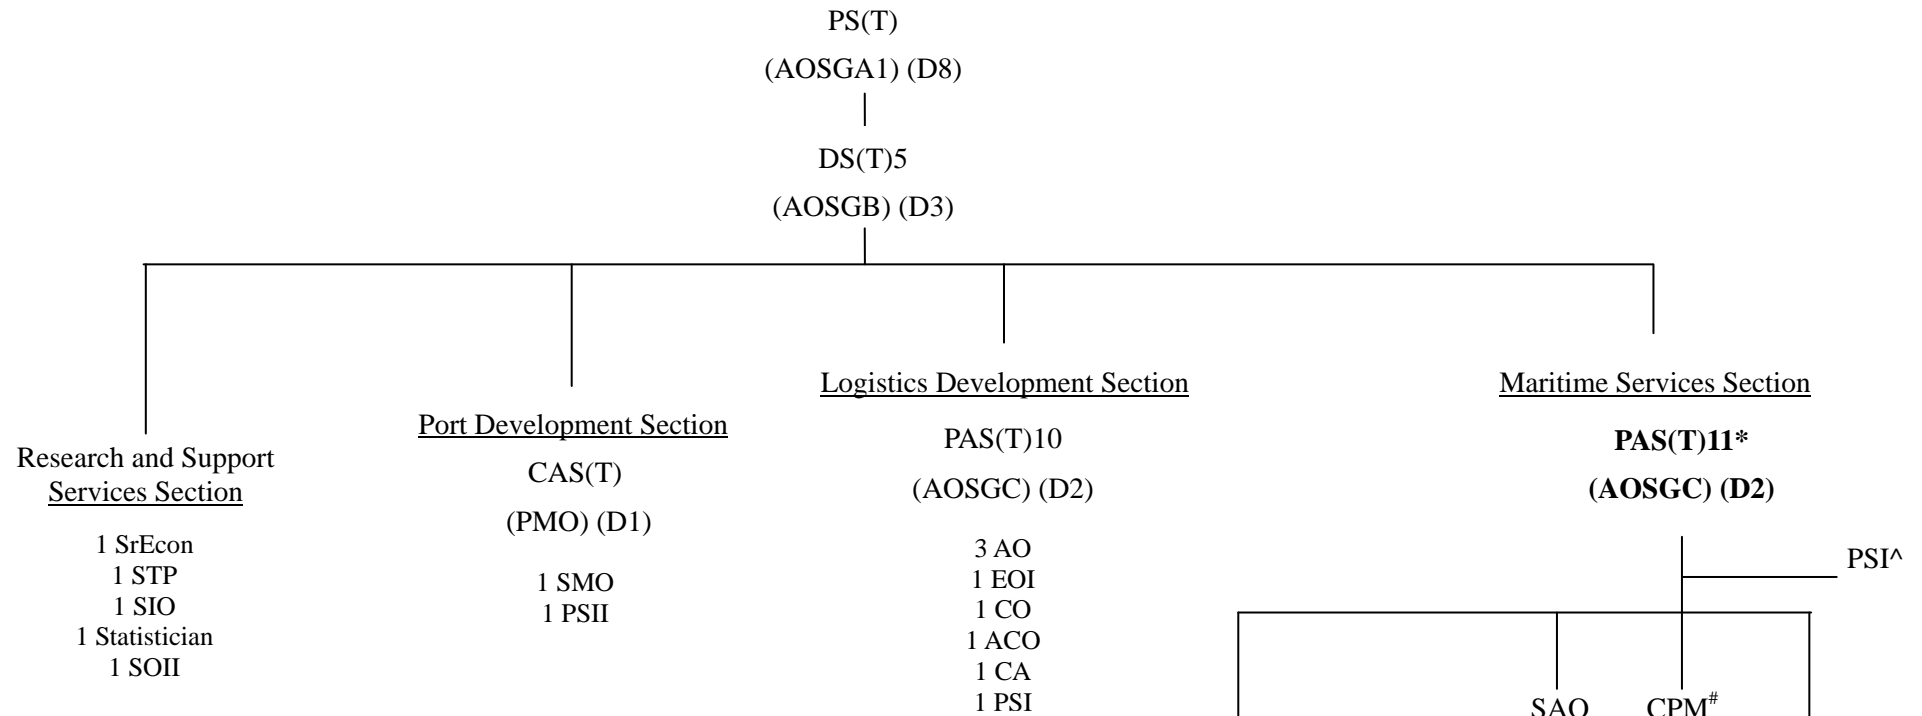 PS(T)
(AOSGA1) (D8)
DS(T)5
(AOSGB) (D3)
Research and Support
Services Section
1 SrEcon
1 STP
1 SIO
1 Statistician
1 SOII
Port Development Section
CAS(T)
(PMO) (D1)
1 SMO
1 PSII
Logistics Development Section
PAS(T)10
(AOSGC) (D2)
3 AO
1 EOI
1 CO
1 ACO
1 CA
1 PSI
Maritime Services Section
PAS(T)11*
(AOSGC) (D2)
PSI^
SAO
CPM#